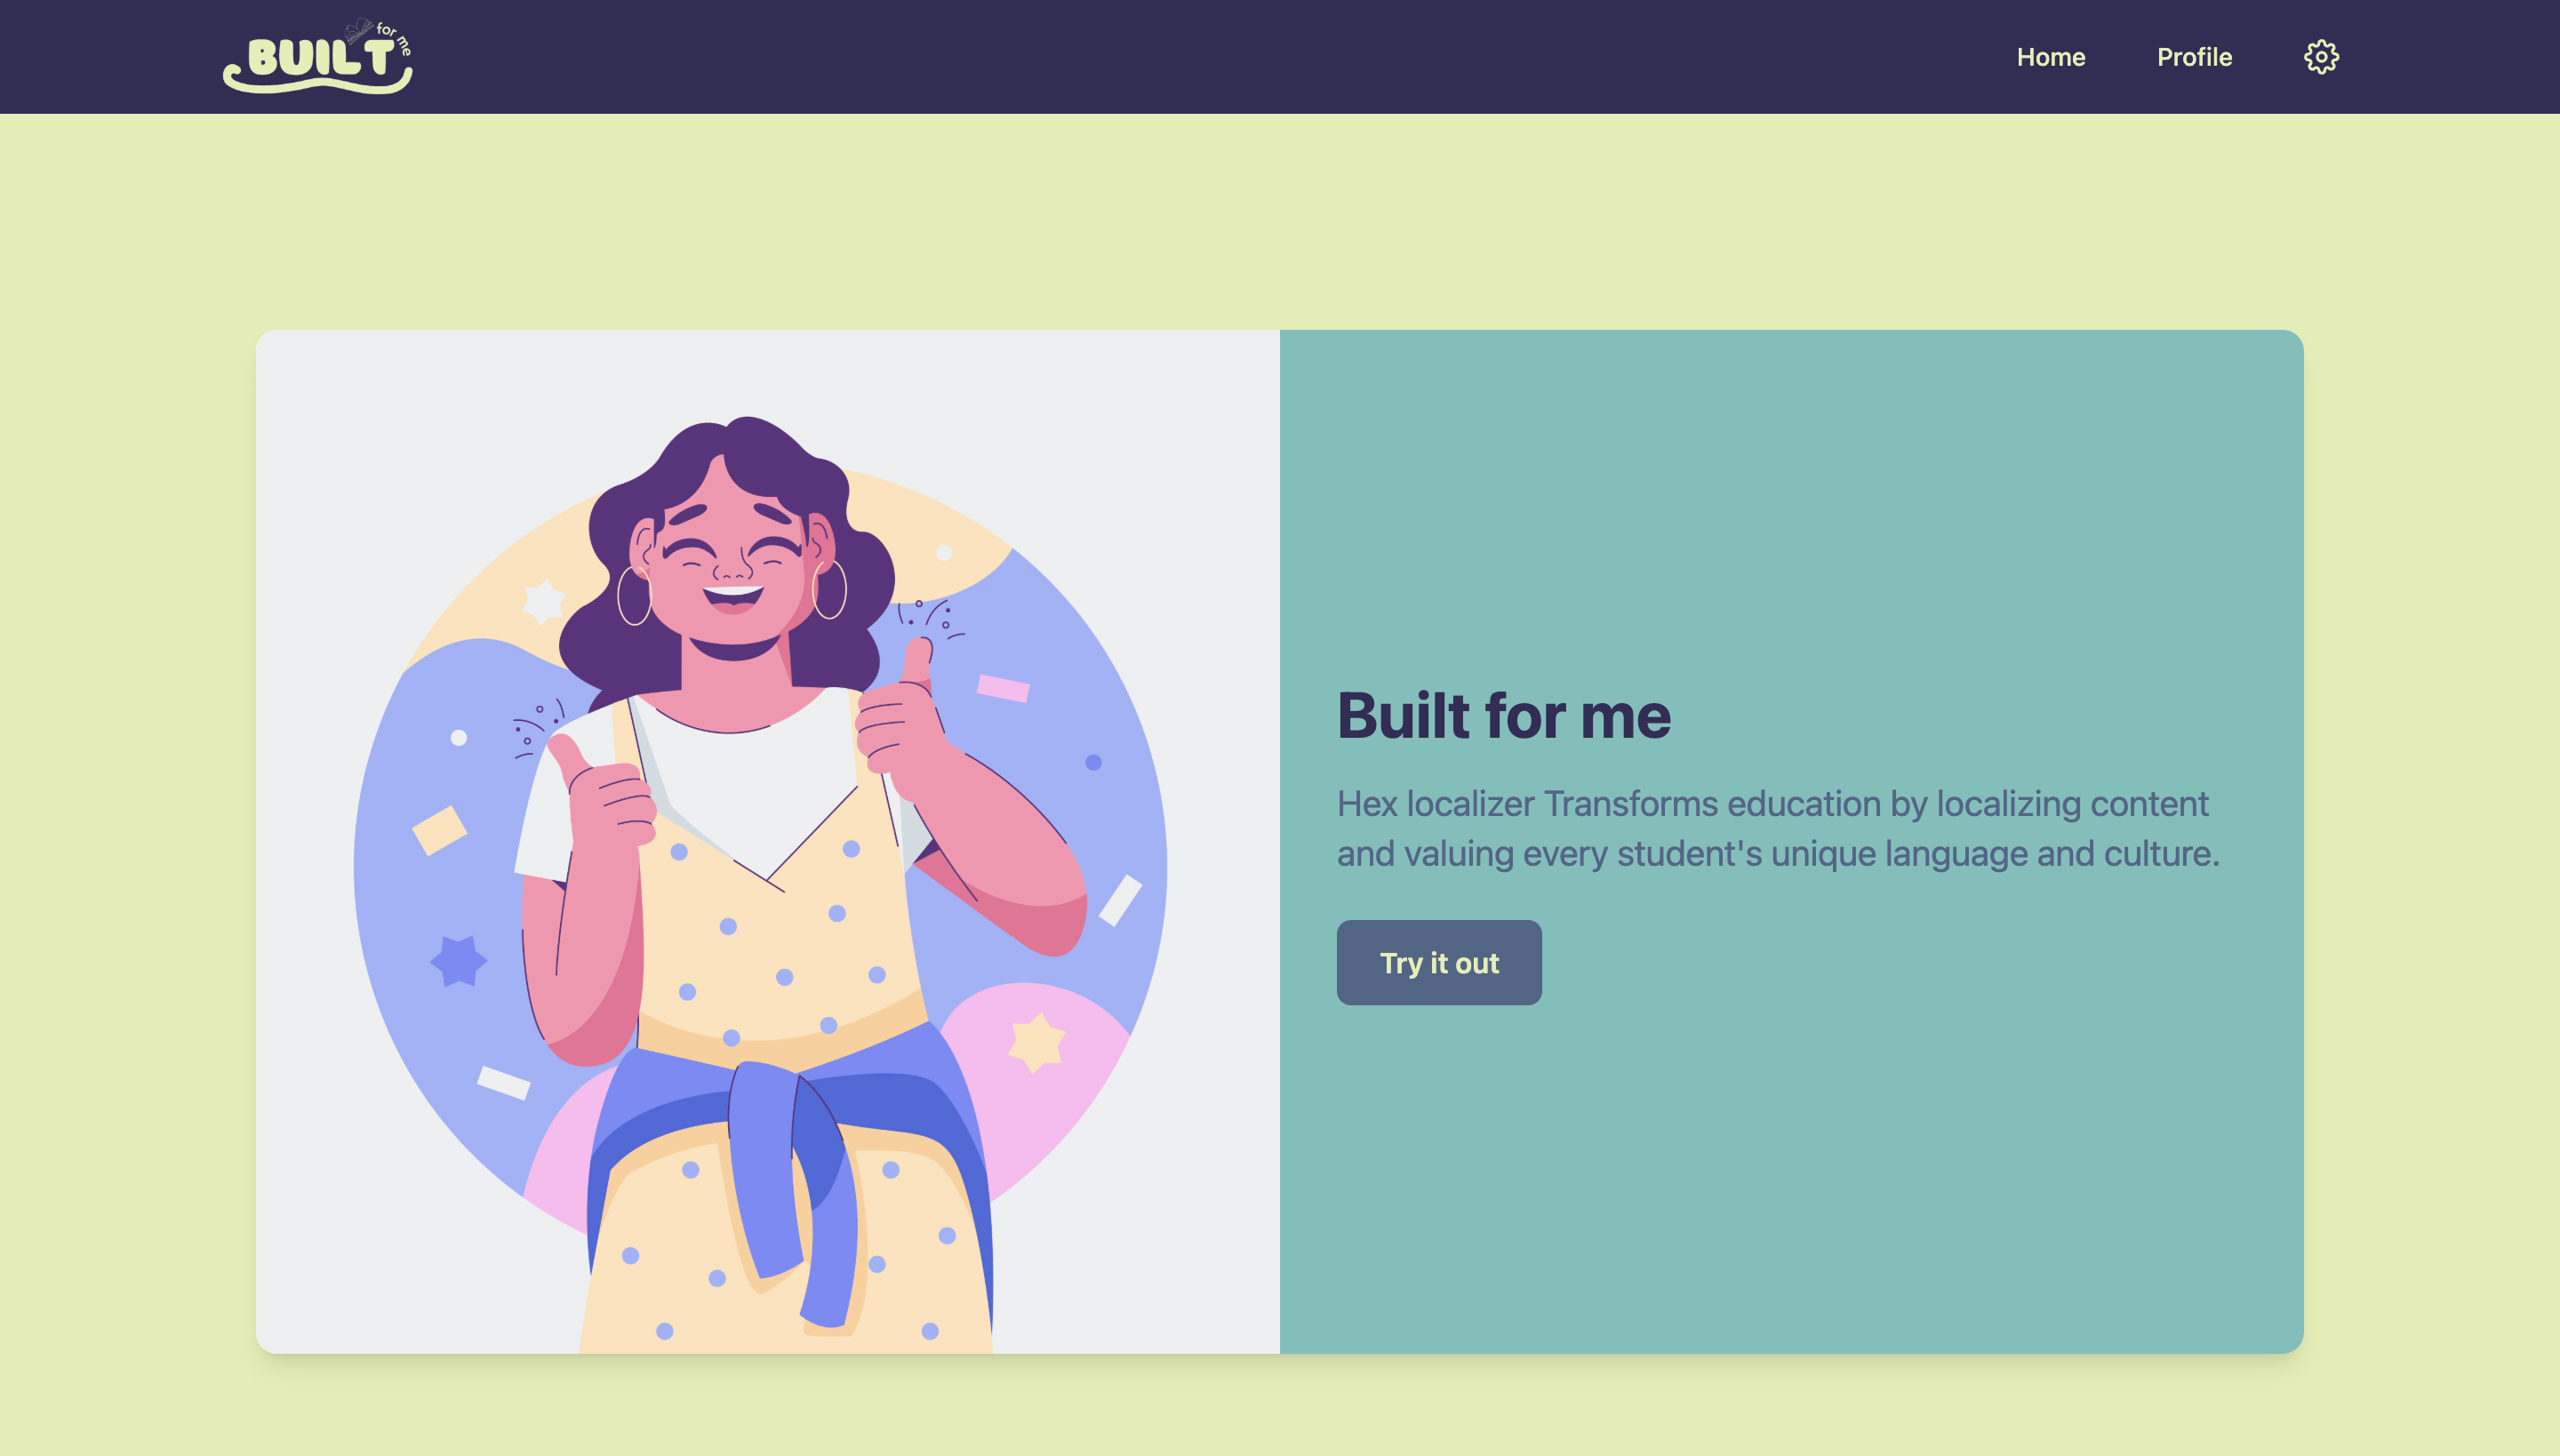 BUILT for me
Home
Profile
Built for me
Hex localizer Transforms education by localizing content
and valuing every student's unique language and culture.
Try it out